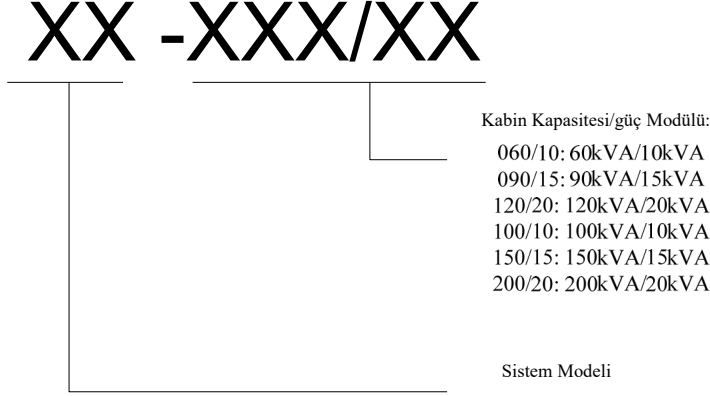 XX -XXX/XX
Kabin Kapasitesi/güç Modülü:
060/10: 60kVA/10kVA
090/15: 90kVA/15kVA
120/20: 120kVA/20kVA
100/10: 100kVA/10kVA
150/15: 150kVA/15kVA
200/20: 200kVA/20kVA
Sistem Modeli